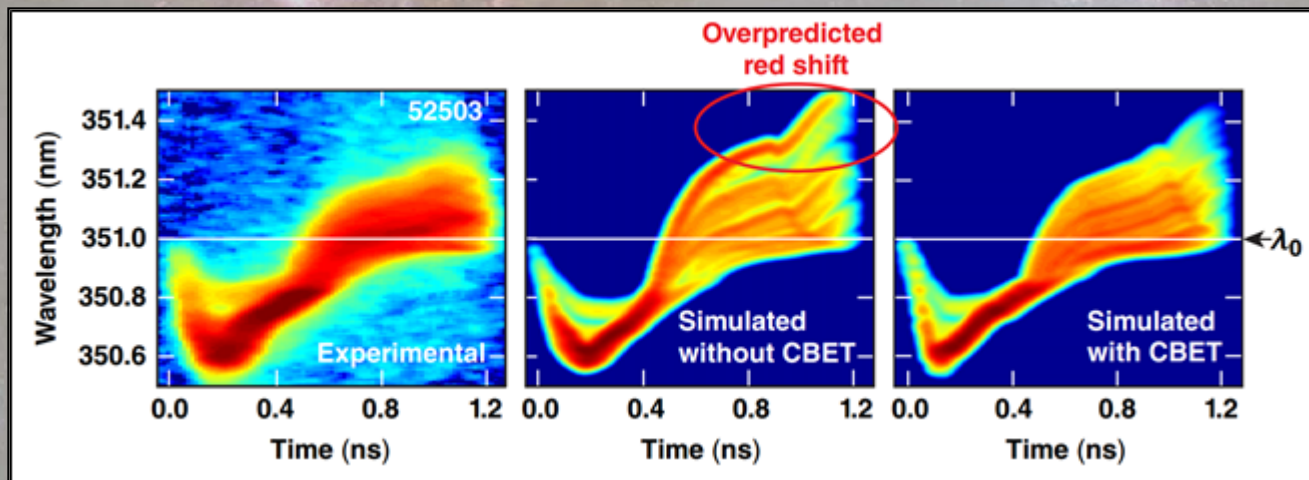 Overpredicted
red shift
Wavelength (nm)
351.4
351.2
351.0
350.8
350.6
52503
Experimental
0.0 0.4 0.8 1.2
Time (ns)
Simulated
without CBET
0.0 0.4 0.8 1.2
Time (ns)
Simulated
with CBET
0.0 0.4 0.8 1.2
Time (ns)
λ0